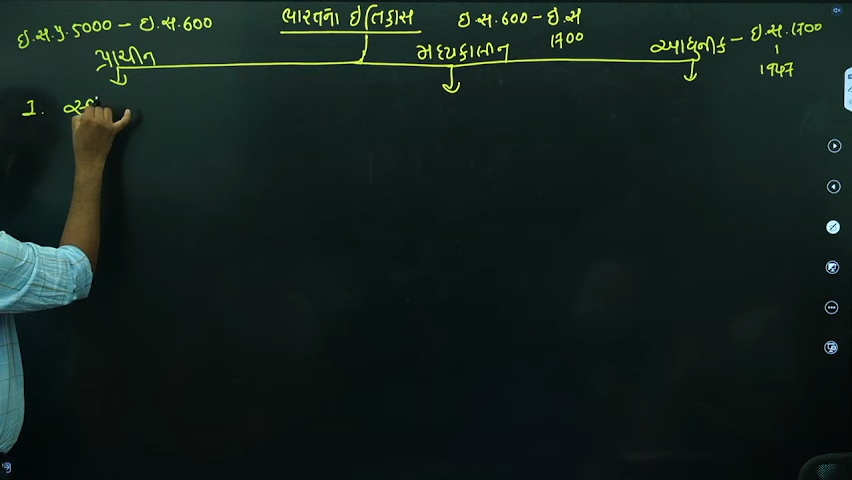 ઇ.સ.પૂ.5000 – ઇ.સ.600
ભારતનો ઇતિહાસ
ઇ.સ.600 – ઇ.સ
1700
પ્રાચીન
મધ્યકાલીન
આધુનીક – ઇ.સ.1700
1947
1.